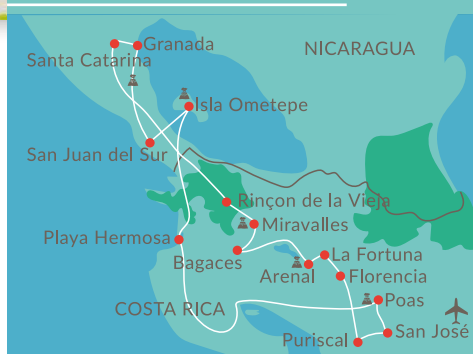 Granada
NICARAGUA
Santa Catarina
Isla Ometepe
San Juan del Sur
Rinçon de la Vieja
Miravalles
Playa Hermosa
La Fortuna
Bagaces
Arenal
Florencia
Poas
COSTA RICA
San José
Puriscal